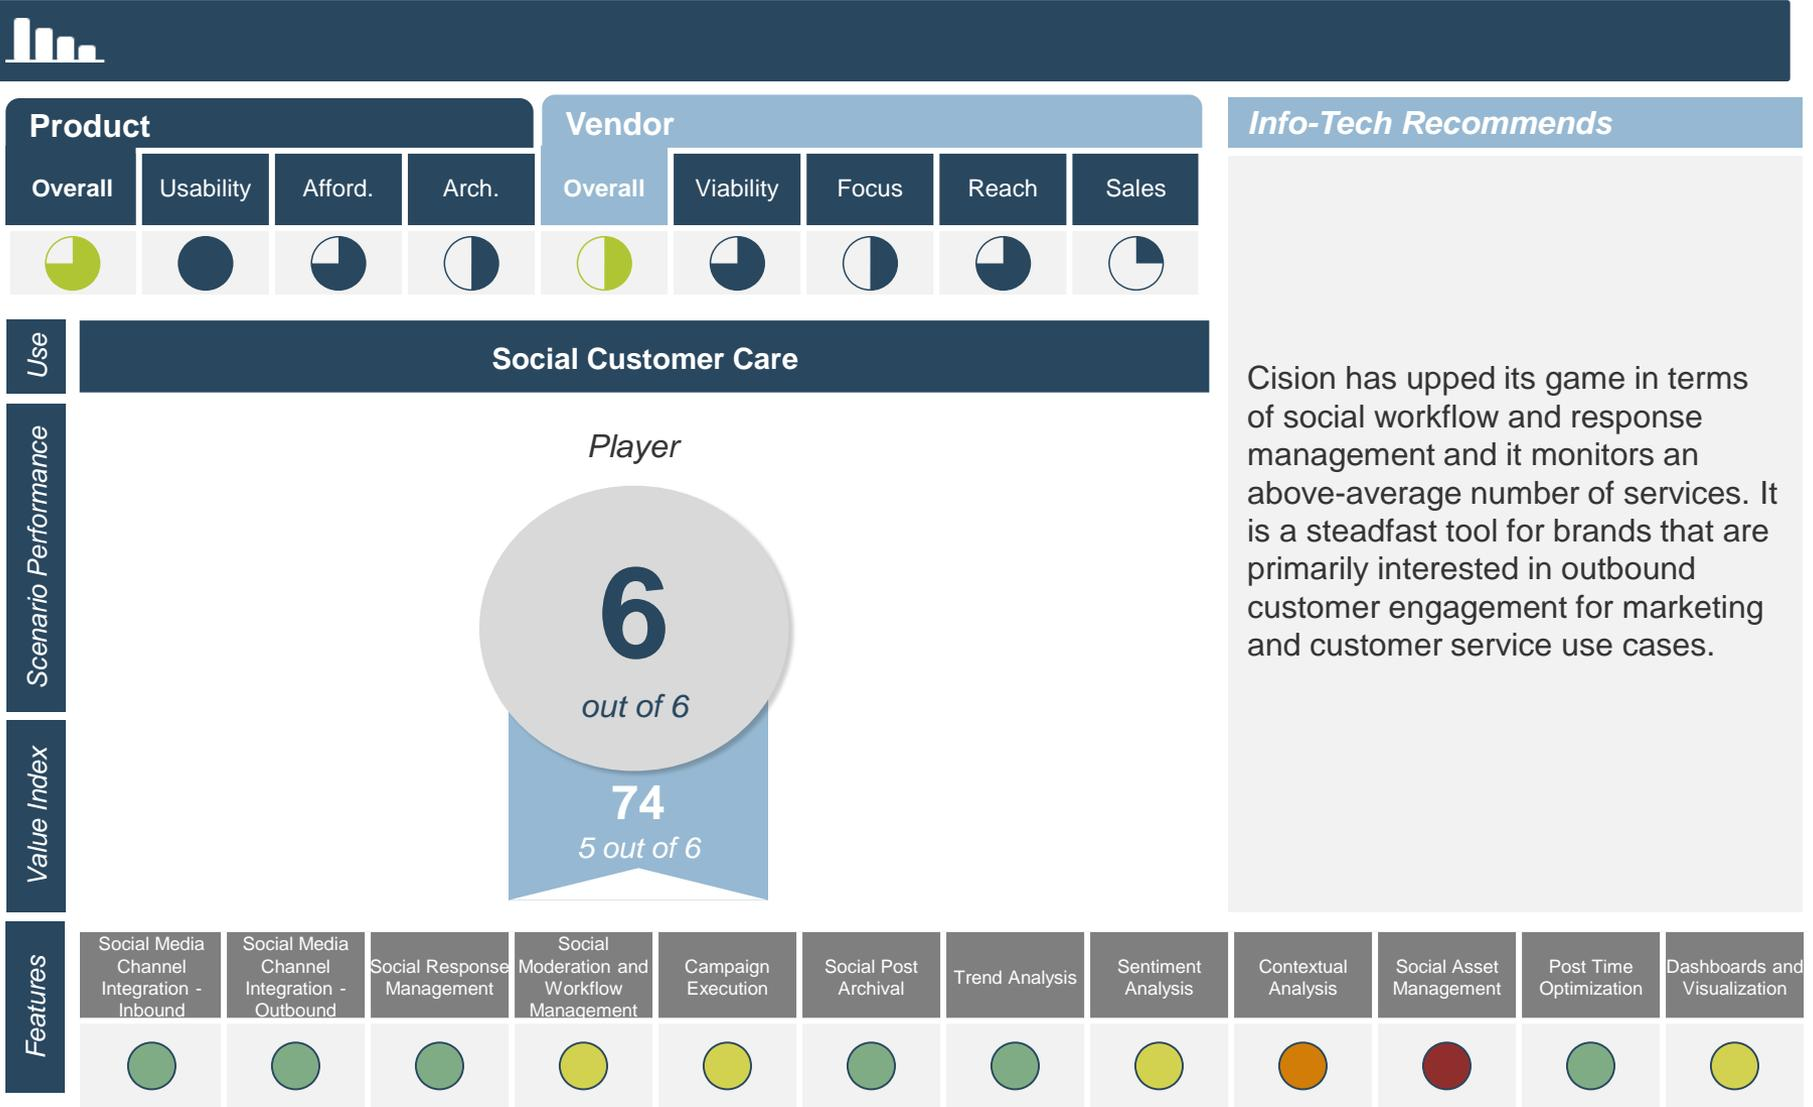 Product
Vendor
Info-Tech Recommends
Overall
Usability
Afford.
Arch.
Overall
Viability
Focus
Reach
Sales
Use
Social Customer Care
Scenario Performance
Player
6
out of 6
Value Index
74
5 out of 6
Cision has upped its game in terms
of social workflow and response
management and it monitors an
above-average number of services. It
is a steadfast tool for brands that are
primarily interested in outbound
customer engagement for marketing
and customer service use cases.
Features
Social Media
Channel
Integration -
Inbound
Social Media
Channel
Integration -
Outbound
Social Response
Management
Social
Moderation and
Workflow
Management
Campaign
Execution
Social Post
Archival
Trend Analysis
Sentiment
Analysis
Contextual
Analysis
Social Asset
Management
Post Time
Optimization
Dashboards and
Visualization